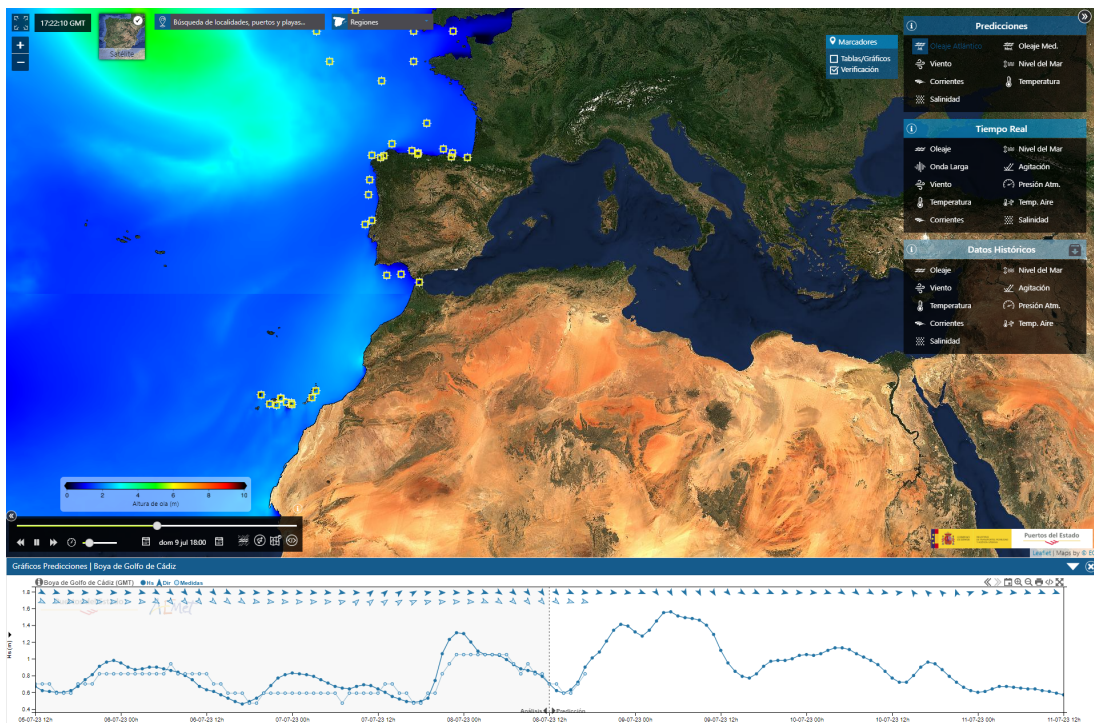 17:22:10 GMT
Satélite
Búsqueda de localidades, puertos y playas...
Regiones
Marcadores
Tablas/Gráficos
Verificación
Predicciones
Oleaje Atlántico
Oleaje Med.
Viento
Nivel del Mar
Corrientes
Temperatura
Salinidad
Tiempo Real
Oleaje
Nivel del Mar
Onda Larga
Agitación
Viento
Presión Atm.
Temperatura
Temp. Aire
Corrientes
Salinidad
Datos Históricos
Oleaje
Nivel del Mar
Viento
Agitación
Temperatura
Presión Atm.
Corrientes
Temp. Aire
Salinidad
0 2 4 6 8 10
Altura de ola (m)
dom 9 jul 18:00
Puertos del Estado
Leaflet | Maps by © E
Gráficos Predicciones | Boya de Golfo de Cádiz
Boya de Golfo de Cádiz (GMT) Hs Dir Medidas
1.8
1.6
1.4
1.2
1
0.8
0.6
0.4
Hs (m)
Análisis Predicción
05-07-23 12h 06-07-23 00h 06-07-23 12h 07-07-23 00h 07-07-23 12h 08-07-23 00h 08-07-23 12h 09-07-23 00h 09-07-23 12h 10-07-23 00h 10-07-23 12h 11-07-23 00h 11-07-23 12h